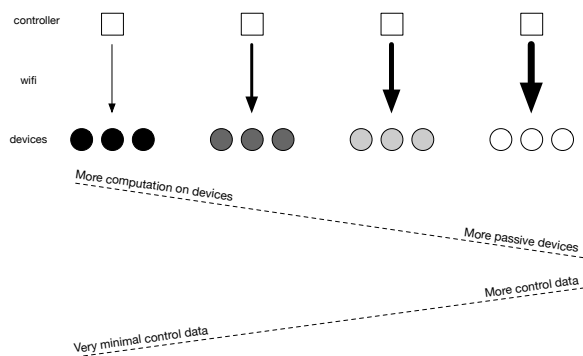 controller
wifi
devices
More computation on devices
More passive devices
More control data
Very minimal control data